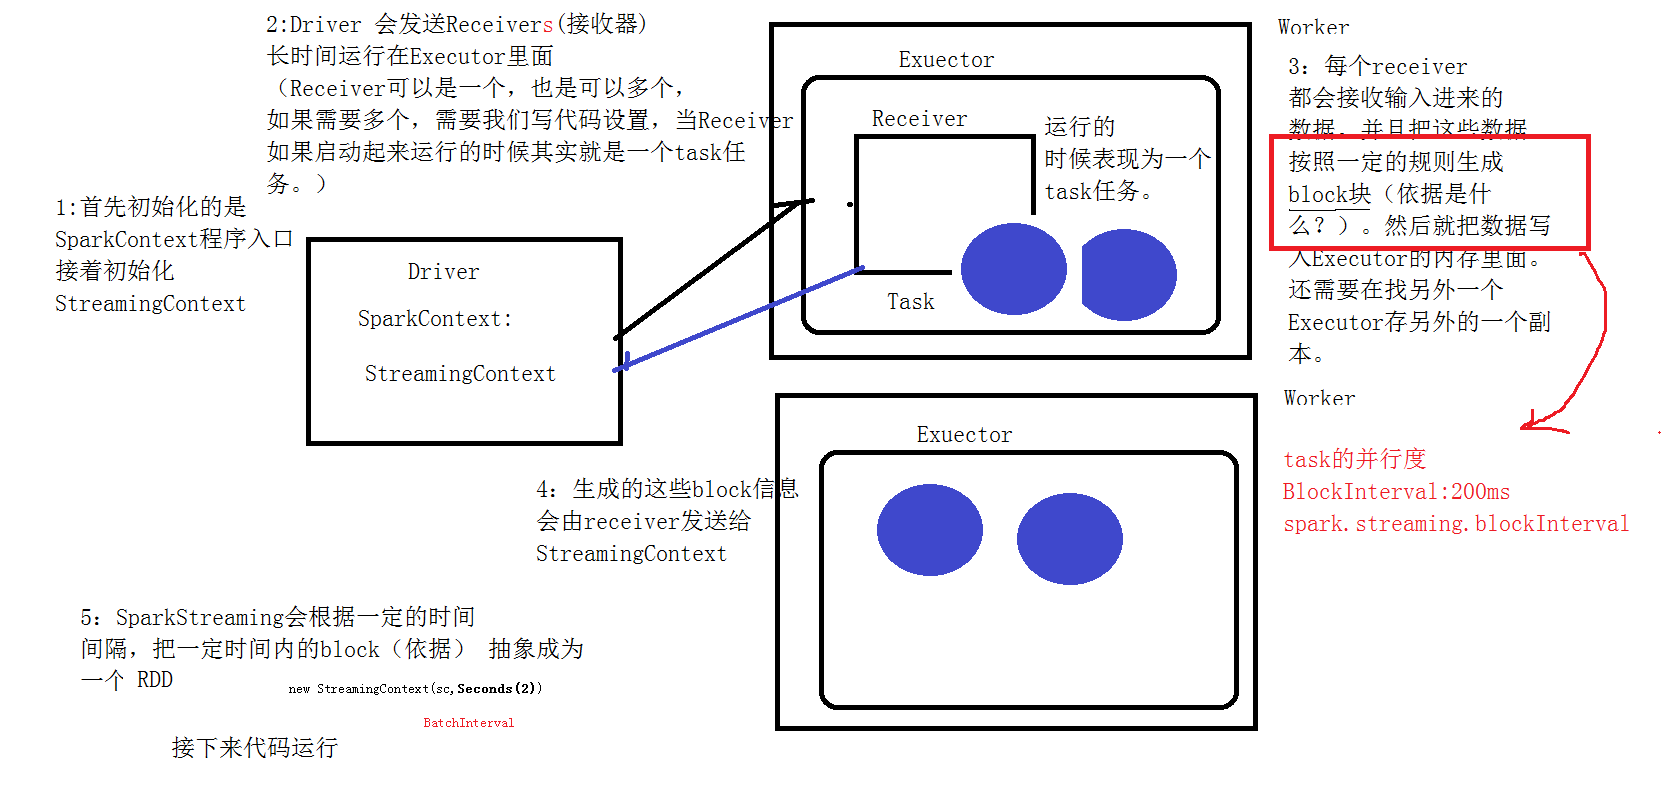 2:Driver 会发送Receivers(接收器)
长时间运行在Executor里面
（Receiver可以是一个，也是可以多个，
如果需要多个，需要我们写代码设置，当Receiver
如果启动起来运行的时候其实就是一个task任
务。）
1:首先初始化的是
SparkContext程序入口
接着初始化
StreamingContext
Driver
SparkContext:
StreamingContext
Worker
Exuector
Receiver
运行的
时候表现为一个
task任务。
Task
3：每个receiver
都会接收输入进来的
数据，并且把这些数据
按照一定的规则生成
block块（依据是什
么？）。然后就把数据写
入Executor的内存里面。
还需要在找另外一个
Executor存另外的一个副
本。
Worker
Exuector
task的并行度
BlockInterval:200ms
spark.streaming.blockInterval
4：生成的这些block信息
会由receiver发送给
StreamingContext
5：SparkStreaming会根据一定的时间
间隔，把一定时间内的block（依据） 抽象成为
一个 RDD
new StreamingContext(sc,Seconds(2))
BatchInterval
接下来代码运行